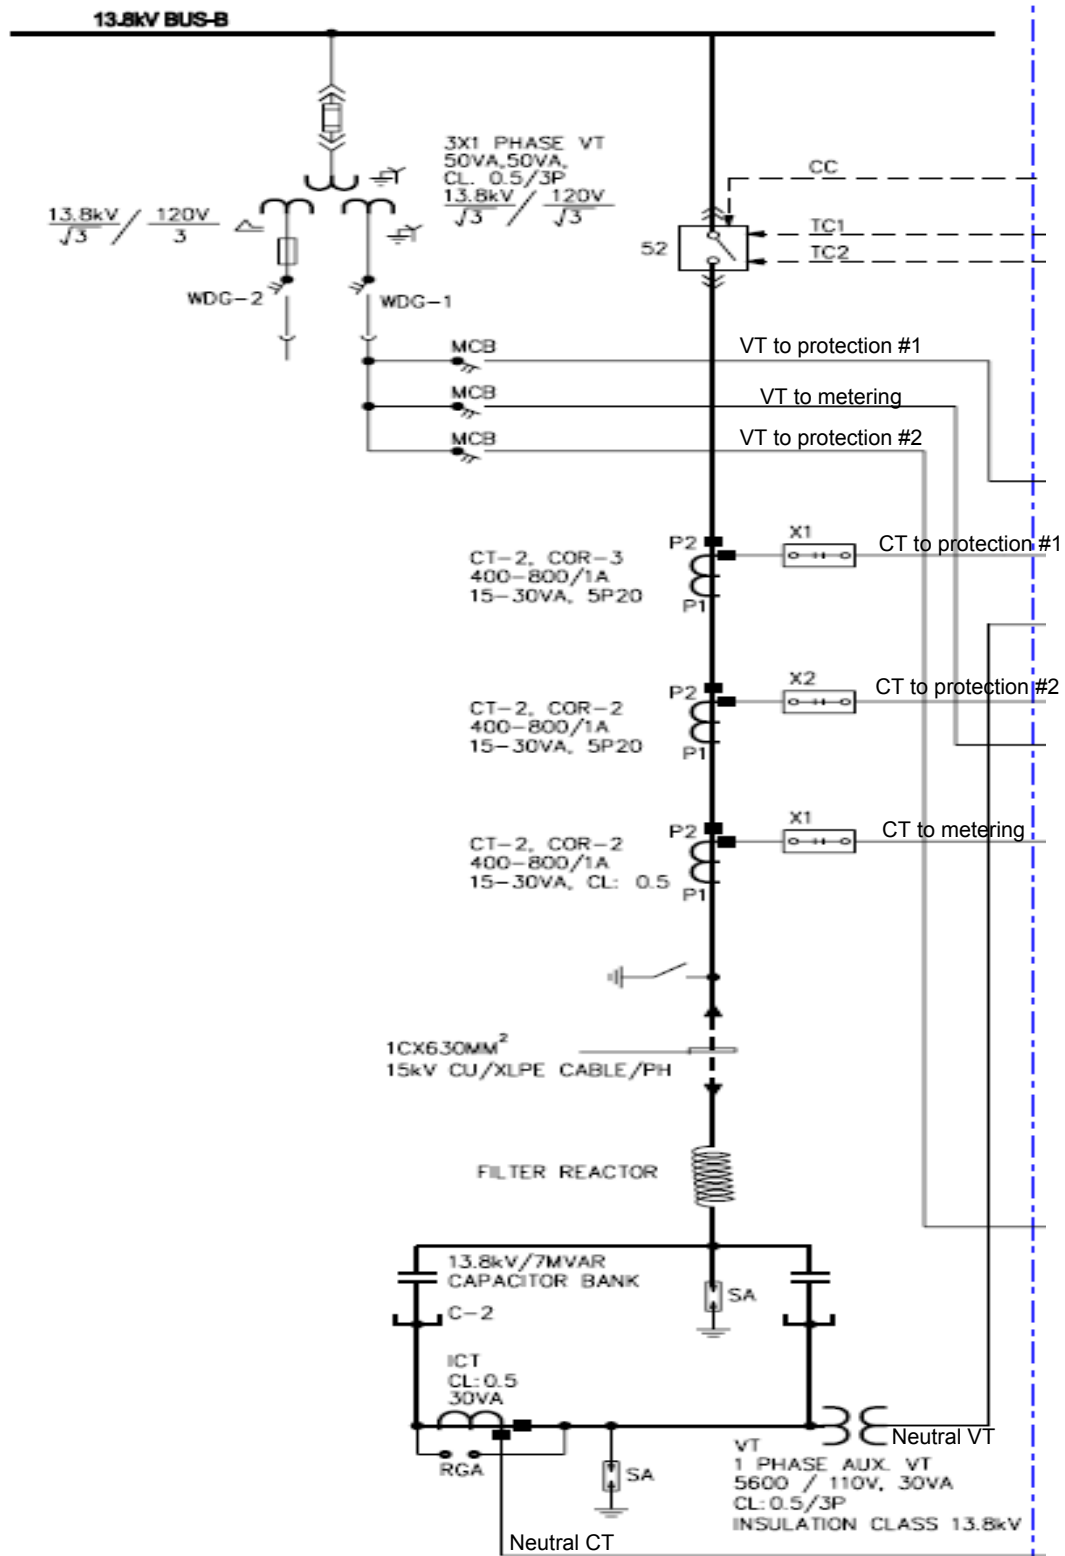 13.8kV BUS-B
3X1 PHASE VT
50VA,50VA,
CL. 0.5/3P
13.8kV / 120V
√3 √3
13.8kV / 120V
√3 3
CC
TC1
TC2
52
WDG-2
WDG-1
MCB
VT to protection #1
MCB
VT to metering
MCB
VT to protection #2
X1
P2
CT to protection #1
CT-2, COR-3
400-800/1A
15-30VA, 5P20
P1
X2
P2
CT to protection #2
CT-2, COR-2
400-800/1A
15-30VA, 5P20
P1
X1
P2
CT to metering
CT-2, COR-2
400-800/1A
15-30VA, CL: 0.5
P1
1CX630MM²
15kV CU/XLPE CABLE/PH
FILTER REACTOR
13.8kV/7MVAR
CAPACITOR BANK
SA
C-2
ICT
CL:0.5
30VA
RGA
SA
Neutral VT
VT
1 PHASE AUX. VT
5600 / 110V, 30VA
CL:0.5/3P
INSULATION CLASS 13.8kV
Neutral CT